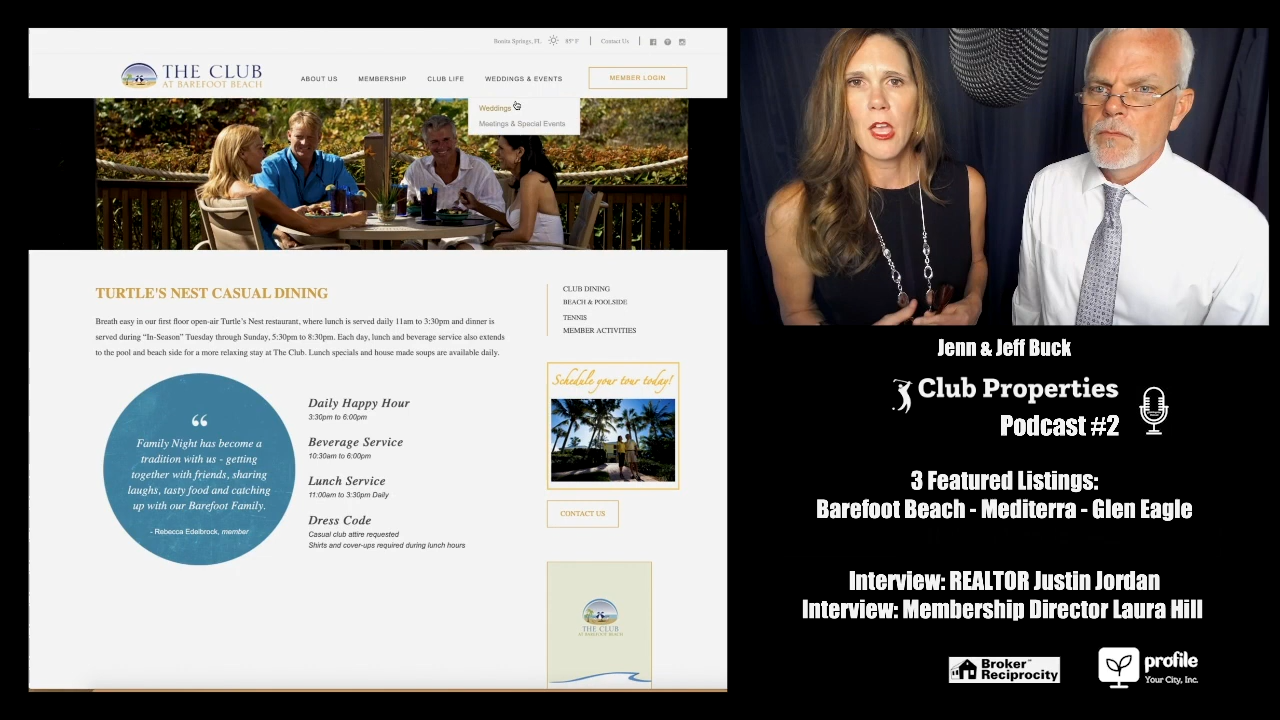 Bonita Springs, FL
85° F
Contact Us
THE CLUB
AT BAREFOOT BEACH
ABOUT US
MEMBERSHIP
CLUB LIFE
WEDDINGS & EVENTS
MEMBER LOGIN
Weddings
Meetings & Special Events
TURTLE'S NEST CASUAL DINING
Breath easy in our first floor open-air Turtle's Nest restaurant, where lunch is served daily 11am to 3:30pm and dinner is
served during “In-Season” Tuesday through Sunday, 5:30pm to 8:30pm. Each day, lunch and beverage service also extends
to the pool and beach side for a more relaxing stay at The Club. Lunch specials and house made soups are available daily.
“
Family Night has become a
tradition with us - getting
together with friends, sharing
laughs, tasty food and catching
up with our Barefoot Family.
- Rebecca Edelbrock, member
Daily Happy Hour
3:30pm to 6:00pm
Beverage Service
10:30am to 6:00pm
Lunch Service
11:00am to 3:30pm Daily
Dress Code
Casual club attire requested
Shirts and cover-ups required during lunch hours
CLUB DINING
BEACH & POOLSIDE
TENNIS
MEMBER ACTIVITIES
Schedule your tour today!
CONTACT US
THE CLUB
AT BAREFOOT BEACH
Jenn & Jeff Buck
Club Properties
Podcast #2
3 Featured Listings:
Barefoot Beach - Mediterra - Glen Eagle
Interview: REALTOR Justin Jordan
Interview: Membership Director Laura Hill
Broker℠
Reciprocity
profile
Your City, Inc.